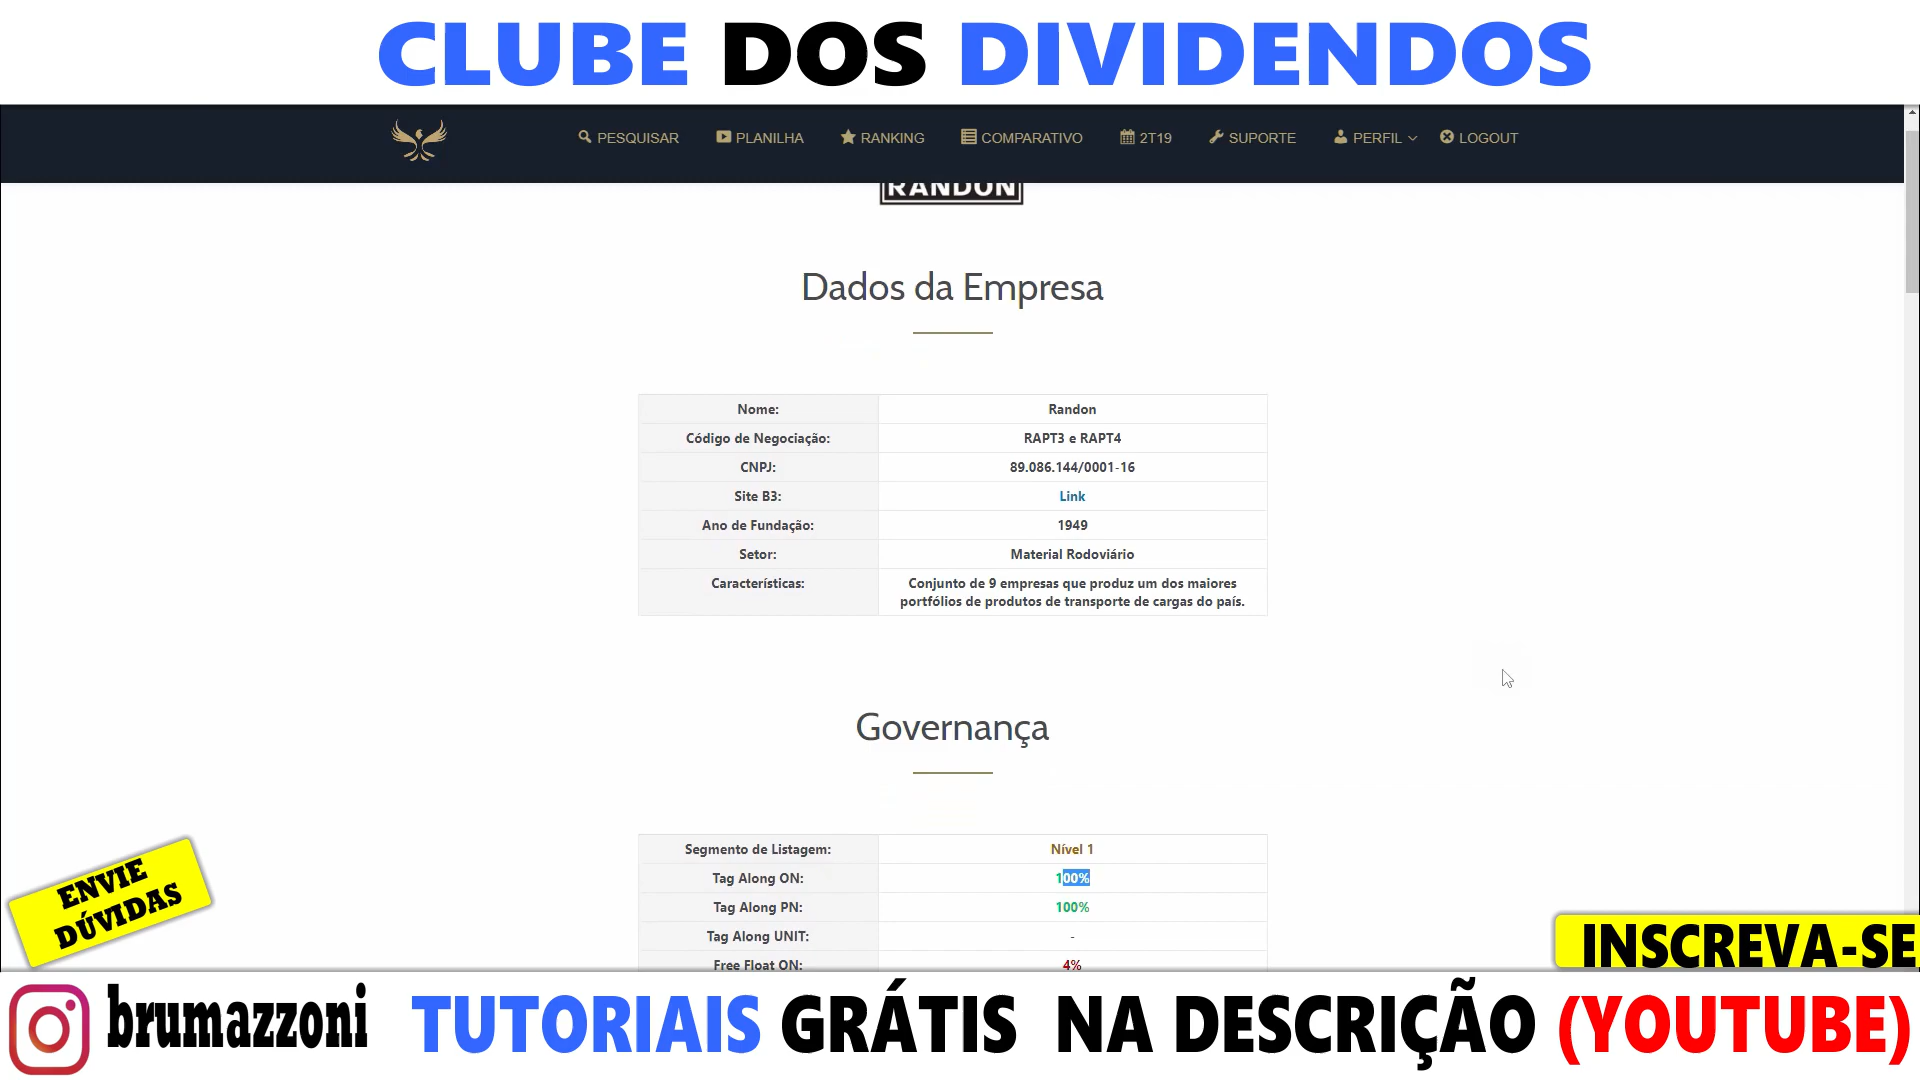 CLUBE DOS DIVIDENDOS
PESQUISAR PLANILHA RANKING COMPARATIVO 2T19 SUPORTE PERFIL LOGOUT
RANDON
Dados da Empresa
Nome: Randon
Código de Negociação: RAPT3 e RAPT4
CNPJ: 89.086.144/0001-16
Site B3: Link
Ano de Fundação: 1949
Setor: Material Rodoviário
Características: Conjunto de 9 empresas que produz um dos maiores
portfólios de produtos de transporte de cargas do país.
Governança
Segmento de Listagem: Nível 1
Tag Along ON: 100%
Tag Along PN: 100%
Tag Along UNIT: -
Free Float ON: 4%
ENVIE
DÚVIDAS
INSCREVA-SE
brumazzoni TUTORIAIS GRÁTIS NA DESCRIÇÃO (YOUTUBE)